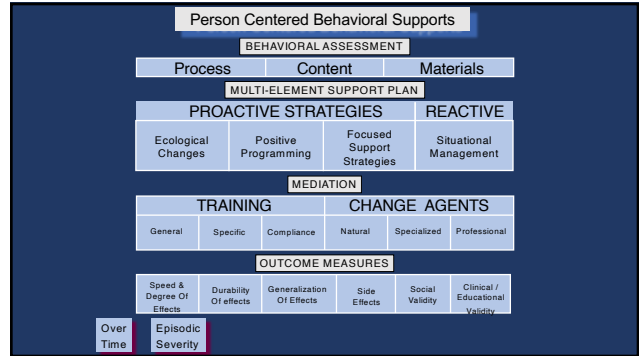 Person Centered Behavioral Supports
BEHAVIORAL ASSESSMENT
Process Content Materials
MULTI-ELEMENT SUPPORT PLAN
PROACTIVE STRATEGIES REACTIVE
Ecological Changes
Positive Programming
Focused Support Strategies
Situational Management
MEDIATION
TRAINING CHANGE AGENTS
General Specific Compliance Natural Specialized Professional
OUTCOME MEASURES
Speed & Degree Of Effects
Durability Of effects
Generalization Of Effects
Side Effects
Social Validity
Clinical / Educational Validity
Over Time
Episodic Severity